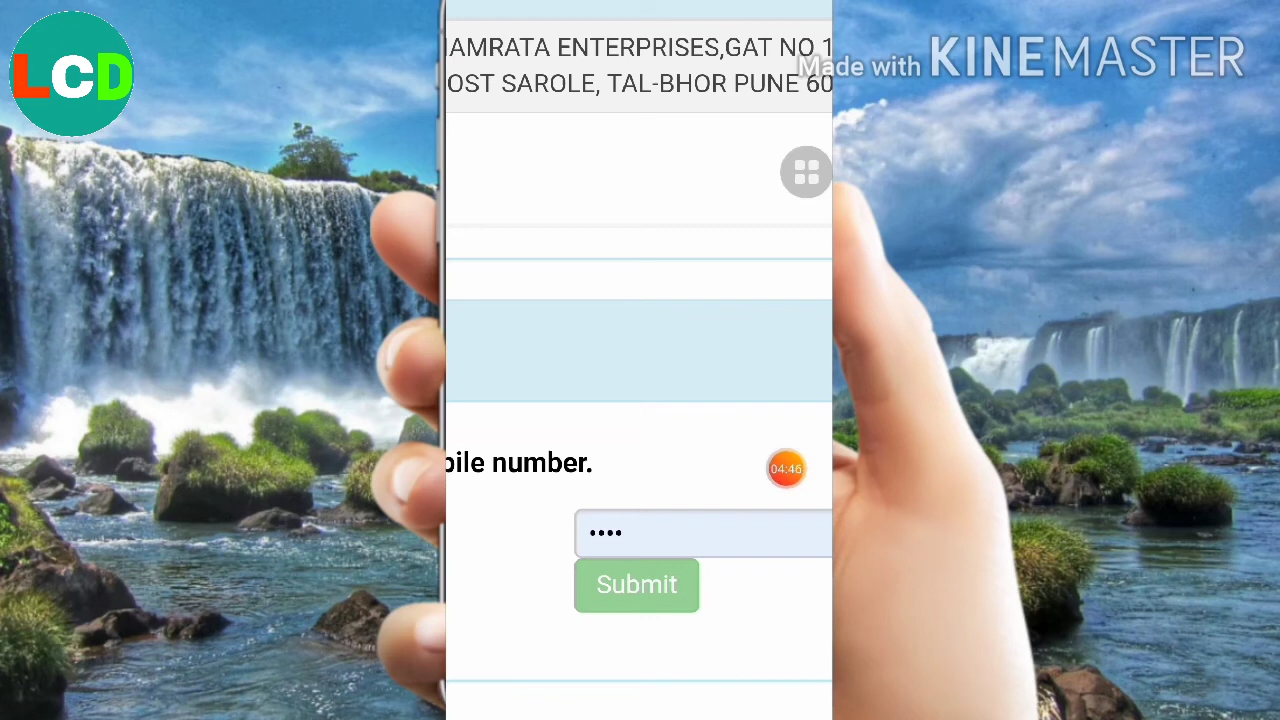 LCD
Made with KINEMASTER
AMRATA ENTERPRISES,GAT NO 1
OST SAROLE, TAL-BHOR PUNE 60
bile number.
04:46
••••
Submit